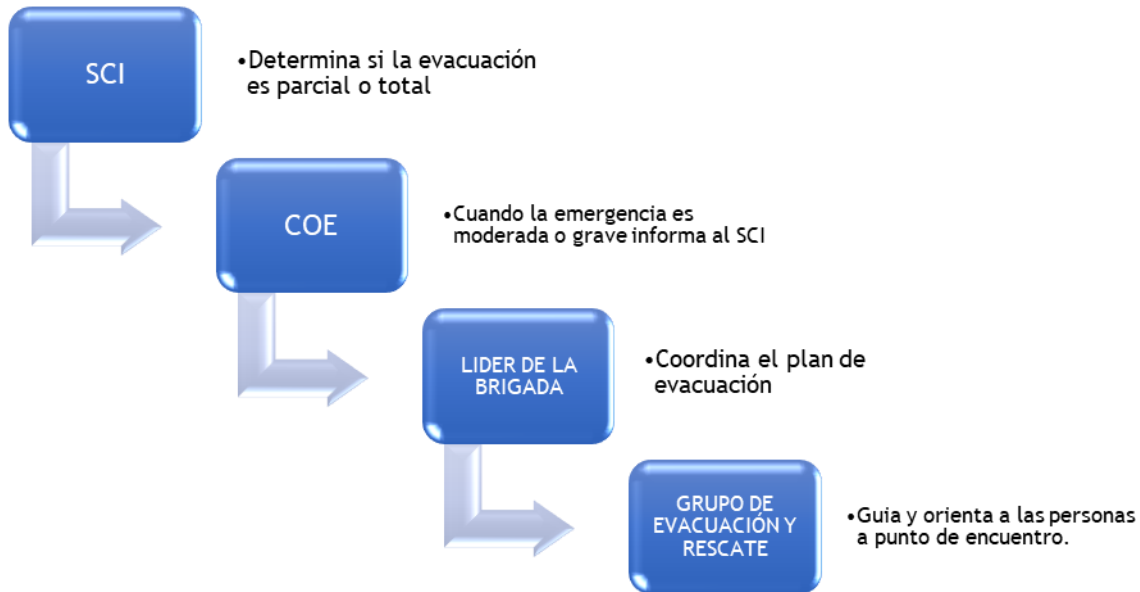 SCI
•Determina si la evacuación
es parcial o total
COE
•Cuando la emergencia es
moderada o grave informa al SCI
LIDER DE LA
BRIGADA
•Coordina el plan de
evacuación
GRUPO DE
EVACUACIÓN Y
RESCATE
•Guia y orienta a las personas
a punto de encuentro.